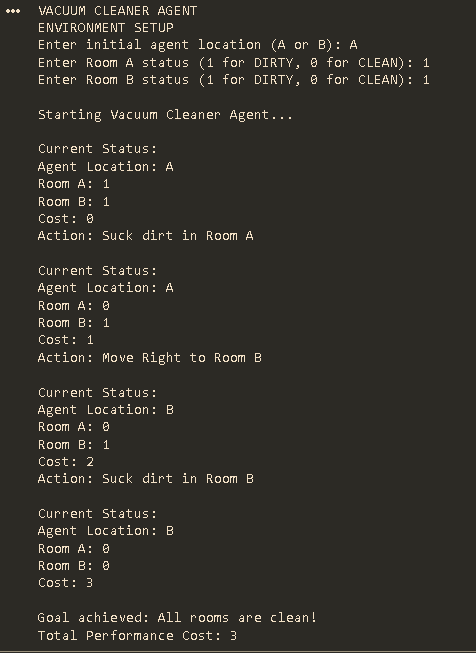 VACUUM CLEANER AGENT
ENVIRONMENT SETUP
Enter initial agent location (A or B): A
Enter Room A status (1 for DIRTY, 0 for CLEAN): 1
Enter Room B status (1 for DIRTY, 0 for CLEAN): 1
Starting Vacuum Cleaner Agent...
Current Status:
Agent Location: A
Room A: 1
Room B: 1
Cost: 0
Action: Suck dirt in Room A
Current Status:
Agent Location: A
Room A: 0
Room B: 1
Cost: 1
Action: Move Right to Room B
Current Status:
Agent Location: B
Room A: 0
Room B: 1
Cost: 2
Action: Suck dirt in Room B
Current Status:
Agent Location: B
Room A: 0
Room B: 0
Cost: 3
Goal achieved: All rooms are clean!
Total Performance Cost: 3